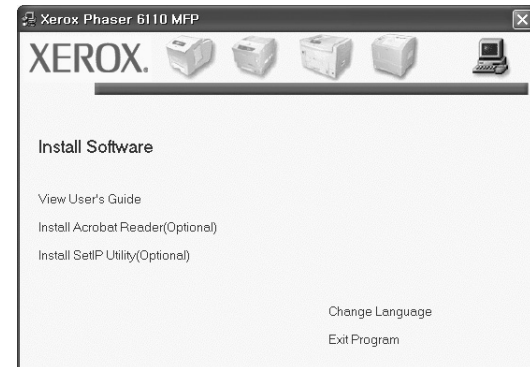 Xerox Phaser 6110 MFP
XEROX.
Install Software
View User's Guide
Install Acrobat Reader(Optional)
Install SetIP Utility(Optional)
Change Language
Exit Program